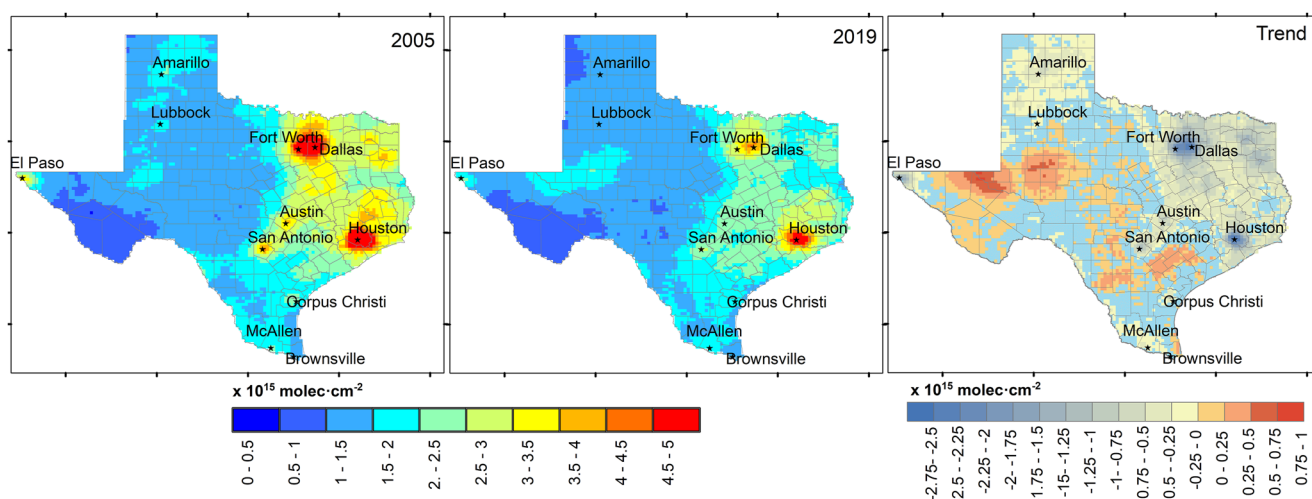 2005
Amarillo
Lubbock
Fort Worth
Dallas
El Paso
Austin
San Antonio
Houston
Corpus Christi
McAllen
Brownsville
2019
Amarillo
Lubbock
Fort Worth
Dallas
El Paso
Austin
San Antonio
Houston
Corpus Christi
McAllen
Brownsville
Trend
Amarillo
Lubbock
Fort Worth
Dallas
El Paso
Austin
San Antonio
Houston
Corpus Christi
McAllen
Brownsville
x 10¹⁵ molec·cm⁻²
0 - 0.5
0.5 - 1
1 - 1.5
1.5 - 2
2 - 2.5
2.5 - 3
3 - 3.5
3.5 - 4
4 - 4.5
4.5 - 5
x 10¹⁵ molec·cm⁻²
-2.75 - -2.5
-2.5 - -2.25
-2.25 - -2
-2 - -1.75
-1.75 - -1.5
-15 - -1.25
-1.25 - -1
-1 - -0.75
0.75 - -0.5
0.5 - -0.25
-0.25 - 0
0 - 0.25
0.25 - 0.5
0.5 - 0.75
0.75 - 1